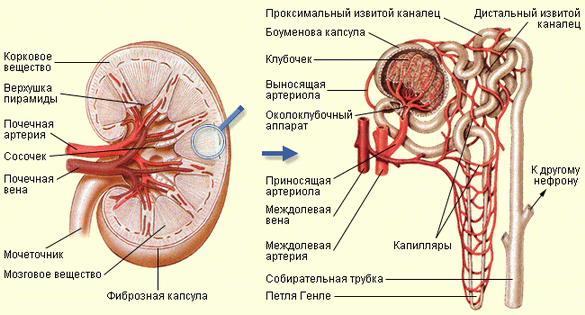 Корковое
вещество
Верхушка
пирамиды
Почечная
артерия
Сосочек
Почечная
вена
Мочеточник
Мозговое вещество
Фиброзная капсула
Проксимальный извитой каналец
Боуменова капсула
Клубочек
Выносящая
артериола
Околоклубочный
аппарат
Приносящая
артериола
Междолевая
вена
Междолевая
артерия
Собирательная трубка
Петля Генле
Дистальный извитой
каналец
К другому
нефрону
Капилляры